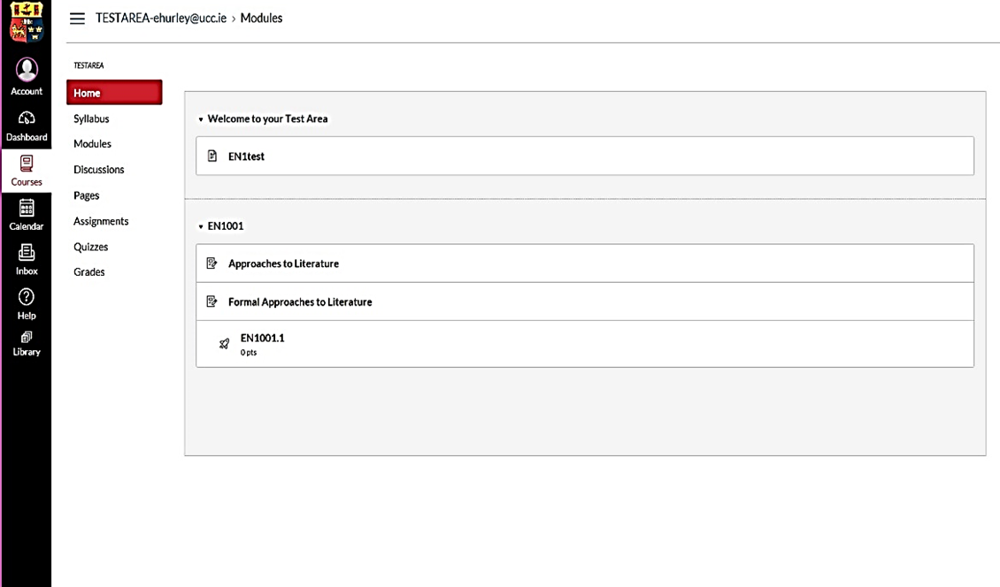 TESTAREA-ehurley@ucc.ie › Modules
Account
Dashboard
Courses
Calendar
Inbox
Help
Library
TESTAREA
Home
Syllabus
Modules
Discussions
Pages
Assignments
Quizzes
Grades
Welcome to your Test Area
EN1test
EN1001
Approaches to Literature
Formal Approaches to Literature
EN1001.1
0 pts